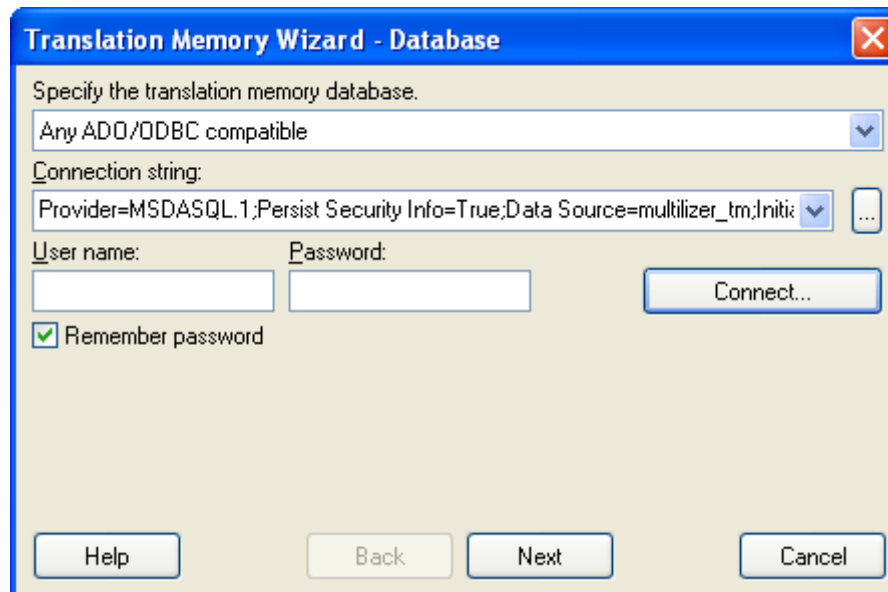 Translation Memory Wizard - Database
Specify the translation memory database.
Any ADO/ODBC compatible
Connection string:
Provider=MSDASQL.1;Persist Security Info=True;Data Source=multilizer_tm;Initia ...
User name: Password:
Connect...
Remember password
Help Back Next Cancel